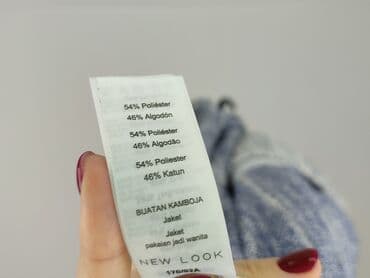 54% Poliéster
46% Algodón
54% Poliéster
46% Algodão
54% Poliester
46% Katun
BUATAN KAMBOJA
Jaket
Jaket
pakaian jadi wanita
NEW LOOK